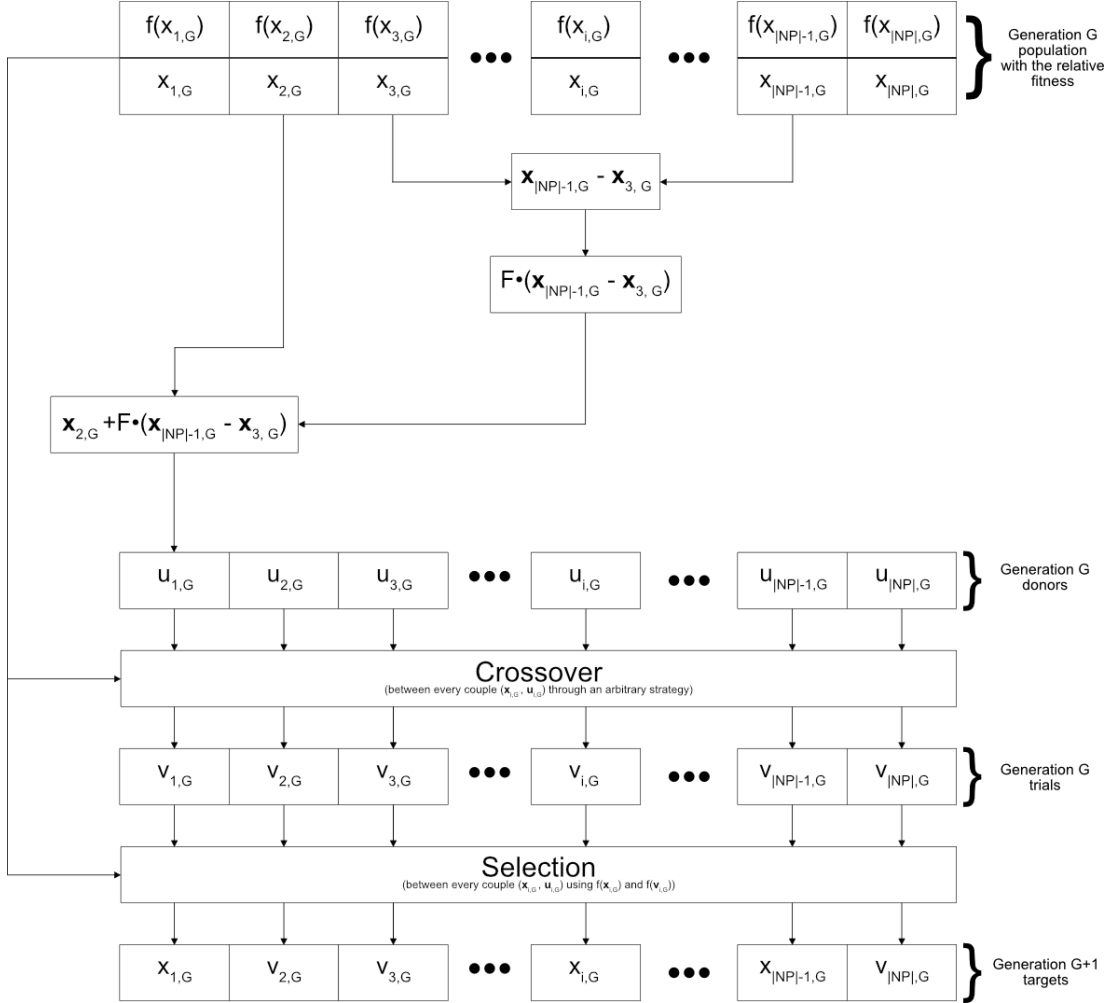 f(x1,G) f(x2,G) f(x3,G) ••• f(xi,G) ••• f(x|NP|-1,G) f(x|NP|,G)
x1,G x2,G x3,G xi,G x|NP|-1,G x|NP|,G
Generation G
population
with the relative
fitness
x|NP|-1,G - x3, G
F•(x|NP|-1,G - x3, G)
x2,G +F•(x|NP|-1,G - x3, G)
u1,G u2,G u3,G ••• ui,G ••• u|NP|-1,G u|NP|,G
Generation G
donors
Crossover
(between every couple (xi,G , ui,G) through an arbitrary strategy)
v1,G v2,G v3,G ••• vi,G ••• v|NP|-1,G v|NP|,G
Generation G
trials
Selection
(between every couple (xi,G , ui,G) using f(xi,G) and f(vi,G))
x1,G v2,G v3,G ••• xi,G ••• x|NP|-1,G v|NP|,G
Generation G+1
targets